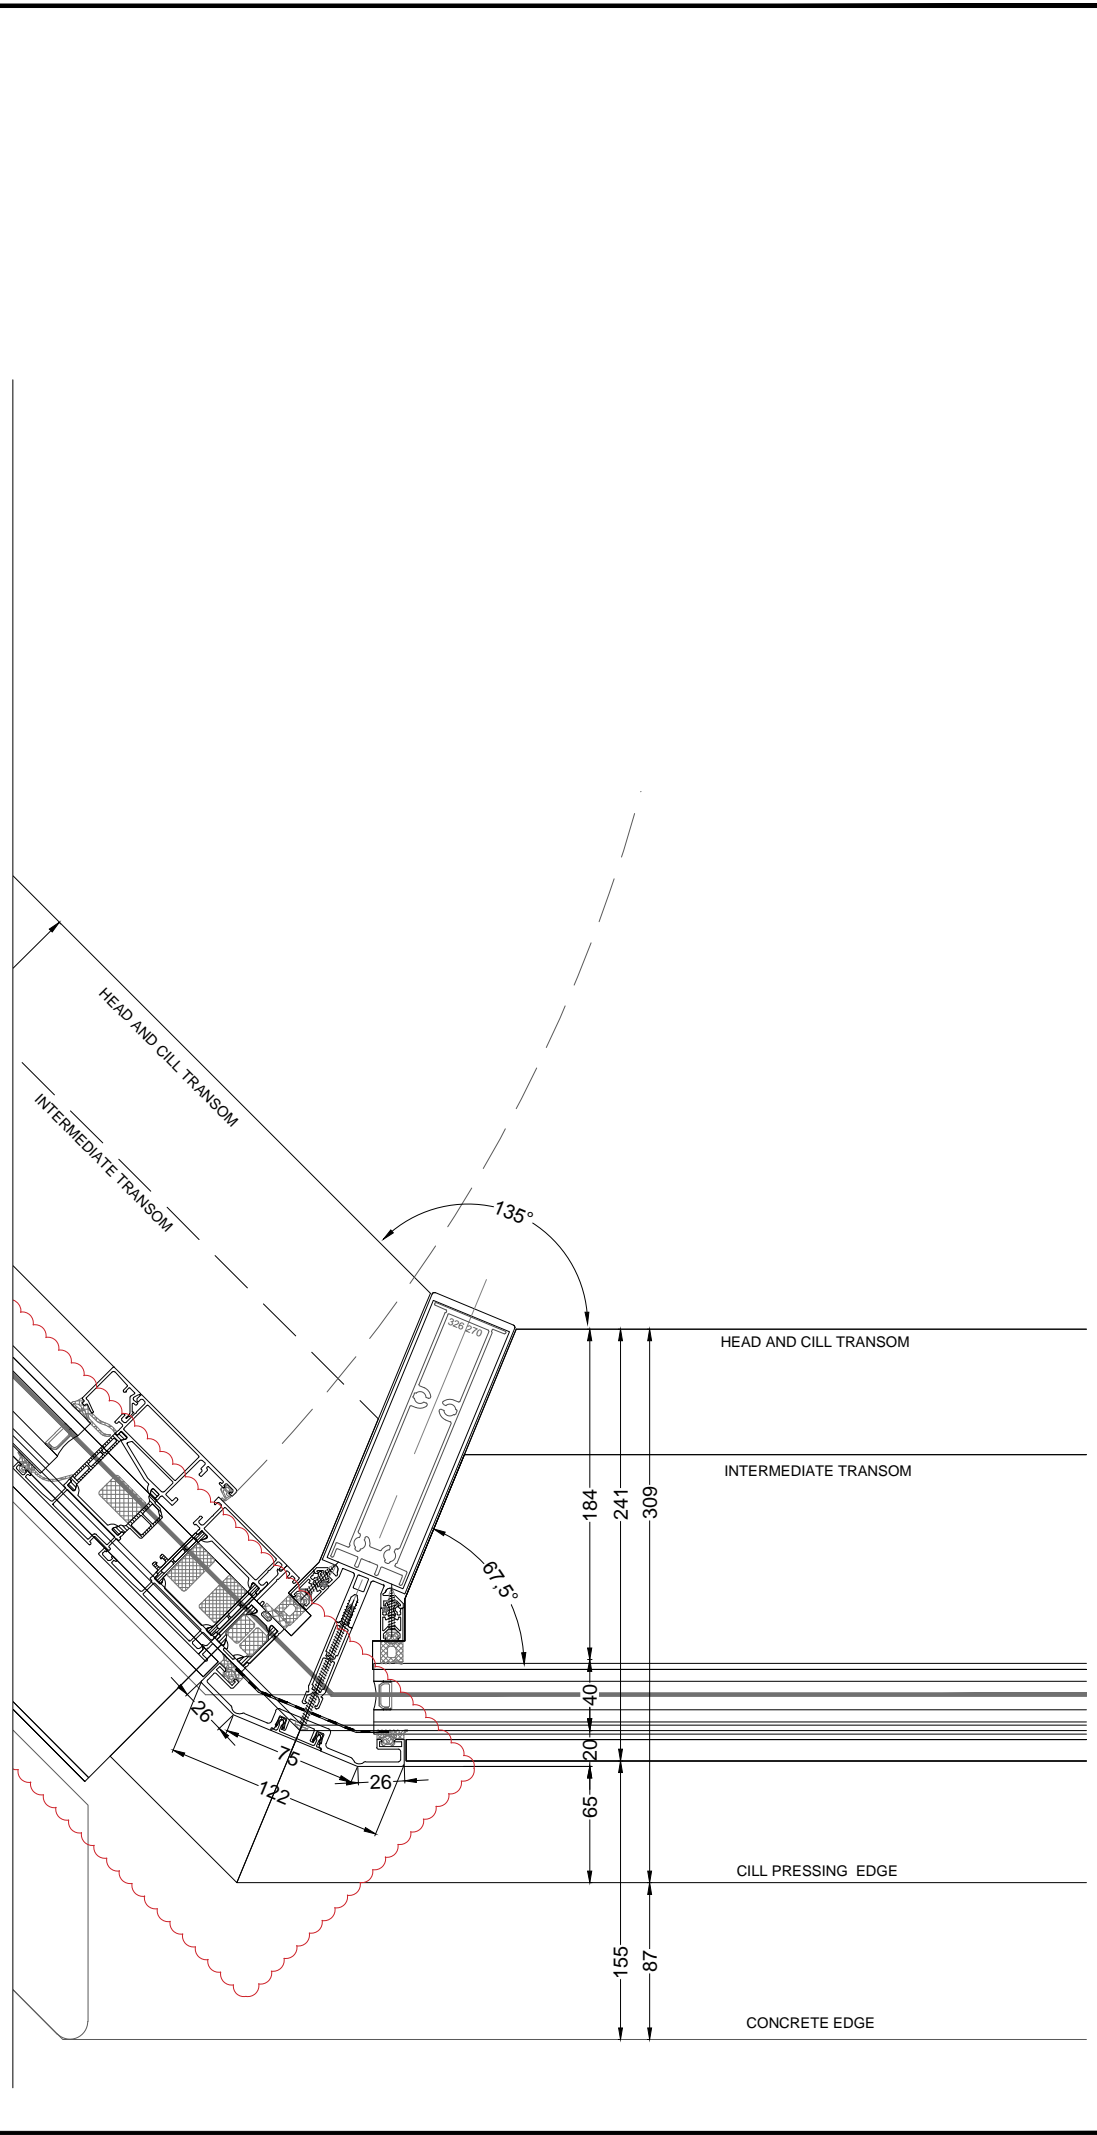 HEAD AND CILL TRANSOM
INTERMEDIATE TRANSOM
135°
326 270
HEAD AND CILL TRANSOM
INTERMEDIATE TRANSOM
184
241
309
67,5°
40
20
26
75
26
122
65
CILL PRESSING EDGE
155
87
CONCRETE EDGE